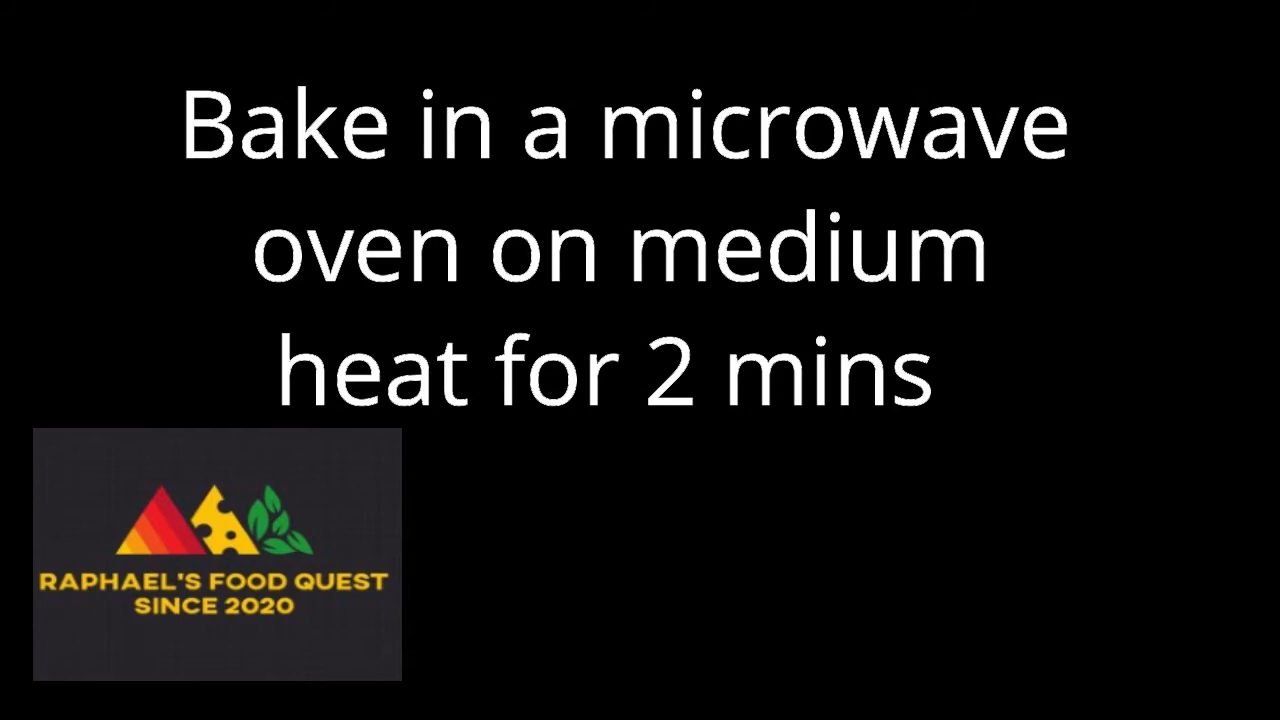 Bake in a microwave
oven on medium
heat for 2 mins
RAPHAEL'S FOOD QUEST
SINCE 2020